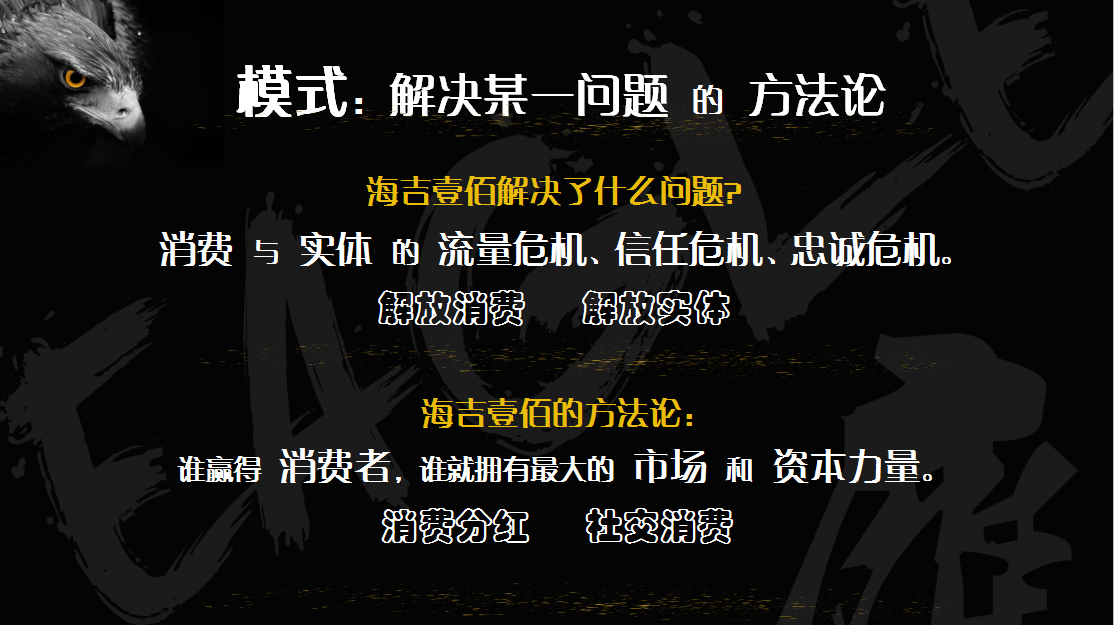 模式：解决某一问题 的 方法论
海吉壹佰解决了什么问题？
消费 与 实体 的 流量危机、信任危机、忠诚危机。
解放消费 解放实体
海吉壹佰的方法论：
谁赢得 消费者，谁就拥有最大的 市场 和 资本力量。
消费分红 社交消费
EAGLE